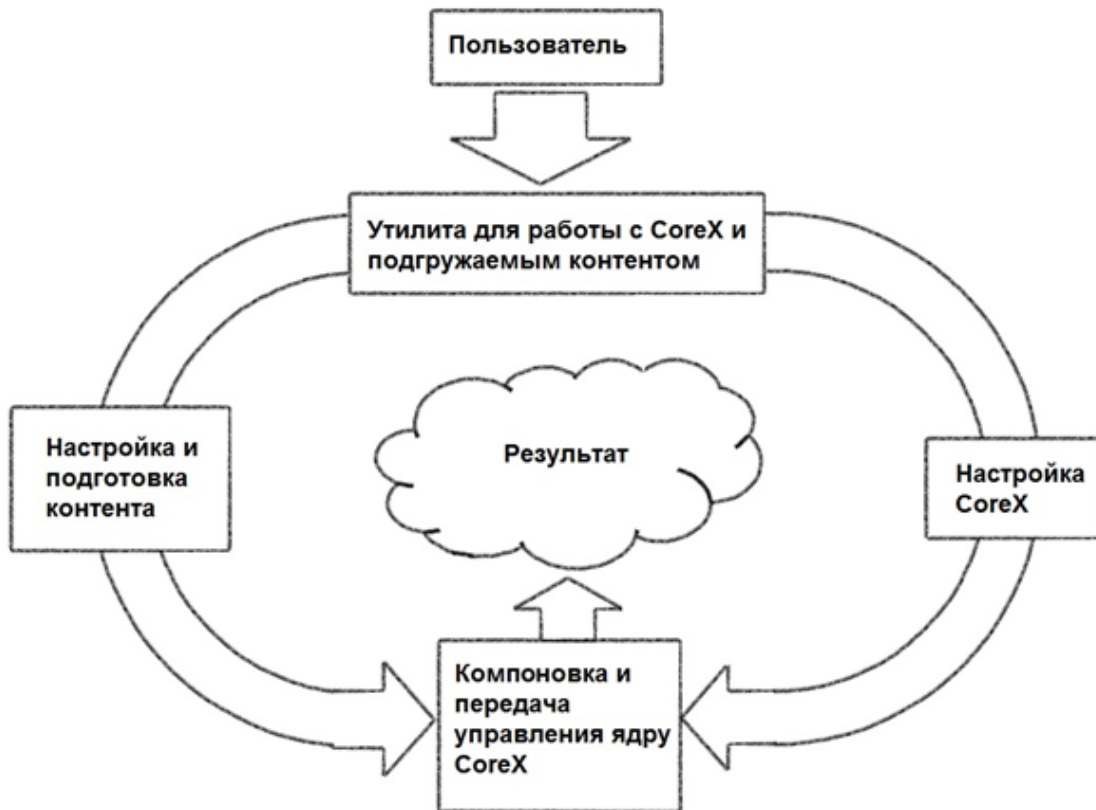 Пользователь
Утилита для работы с CoreX и
подгружаемым контентом
Результат
Настройка и
подготовка
контента
Настройка
CoreX
Компоновка и
передача
управления ядру
CoreX